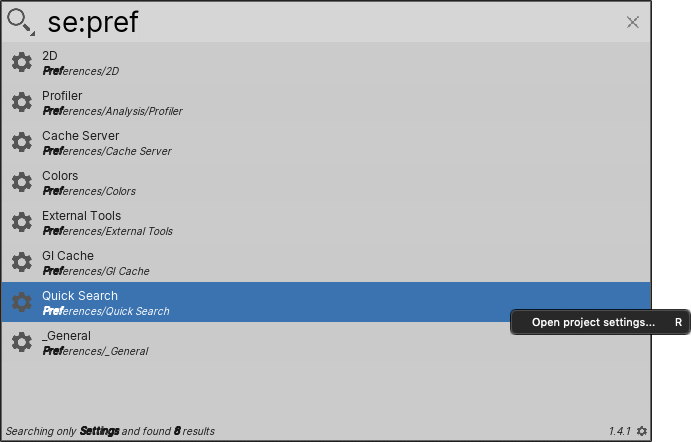 se:pref
2D
Preferences/2D
Profiler
Preferences/Analysis/Profiler
Cache Server
Preferences/Cache Server
Colors
Preferences/Colors
External Tools
Preferences/External Tools
GI Cache
Preferences/GI Cache
Quick Search
Preferences/Quick Search
Open project settings... R
_General
Preferences/_General
Searching only Settings and found 8 results
1.4.1